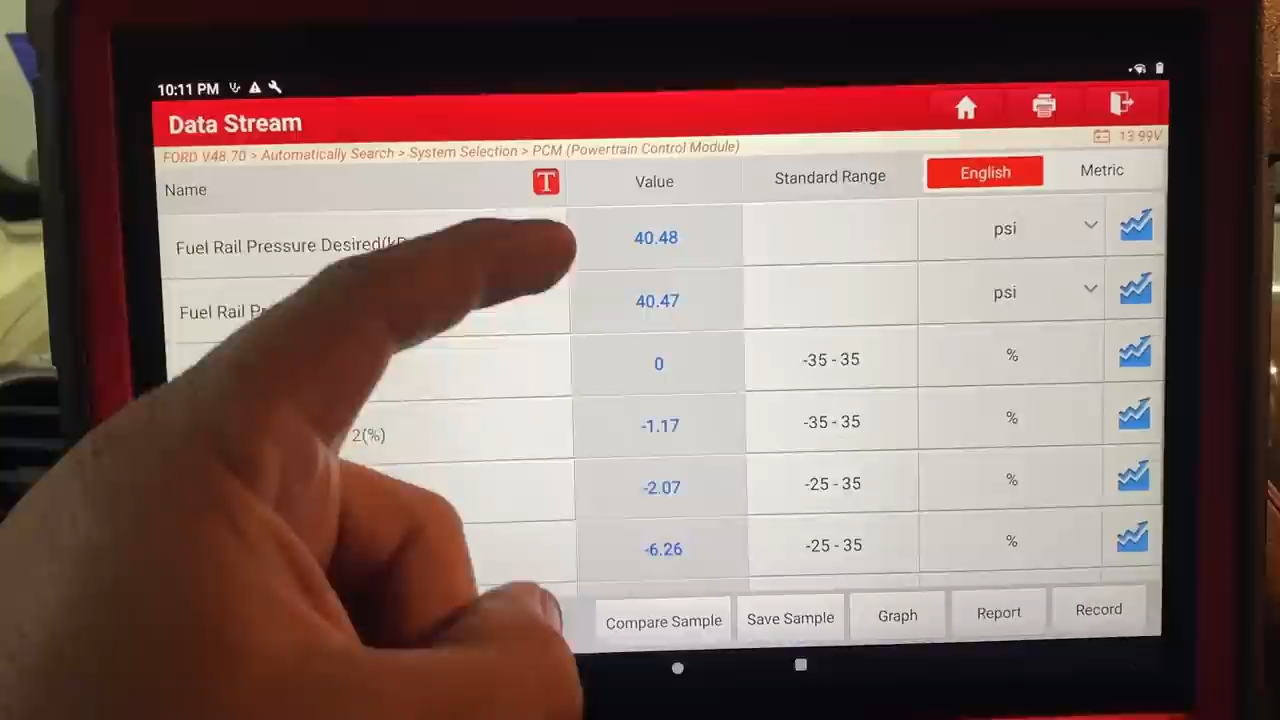 10:11 PM
Data Stream
FORD V48.70 > Automatically Search > System Selection > PCM (Powertrain Control Module)
13.99V
Name T Value Standard Range English Metric
Fuel Rail Pressure Desired 40.48 psi
Fuel Rail 40.47 psi
0 -35 - 35 %
2(%) -1.17 -35 - 35 %
-2.07 -25 - 35 %
-6.26 -25 - 35 %
Compare Sample Save Sample Graph Report Record